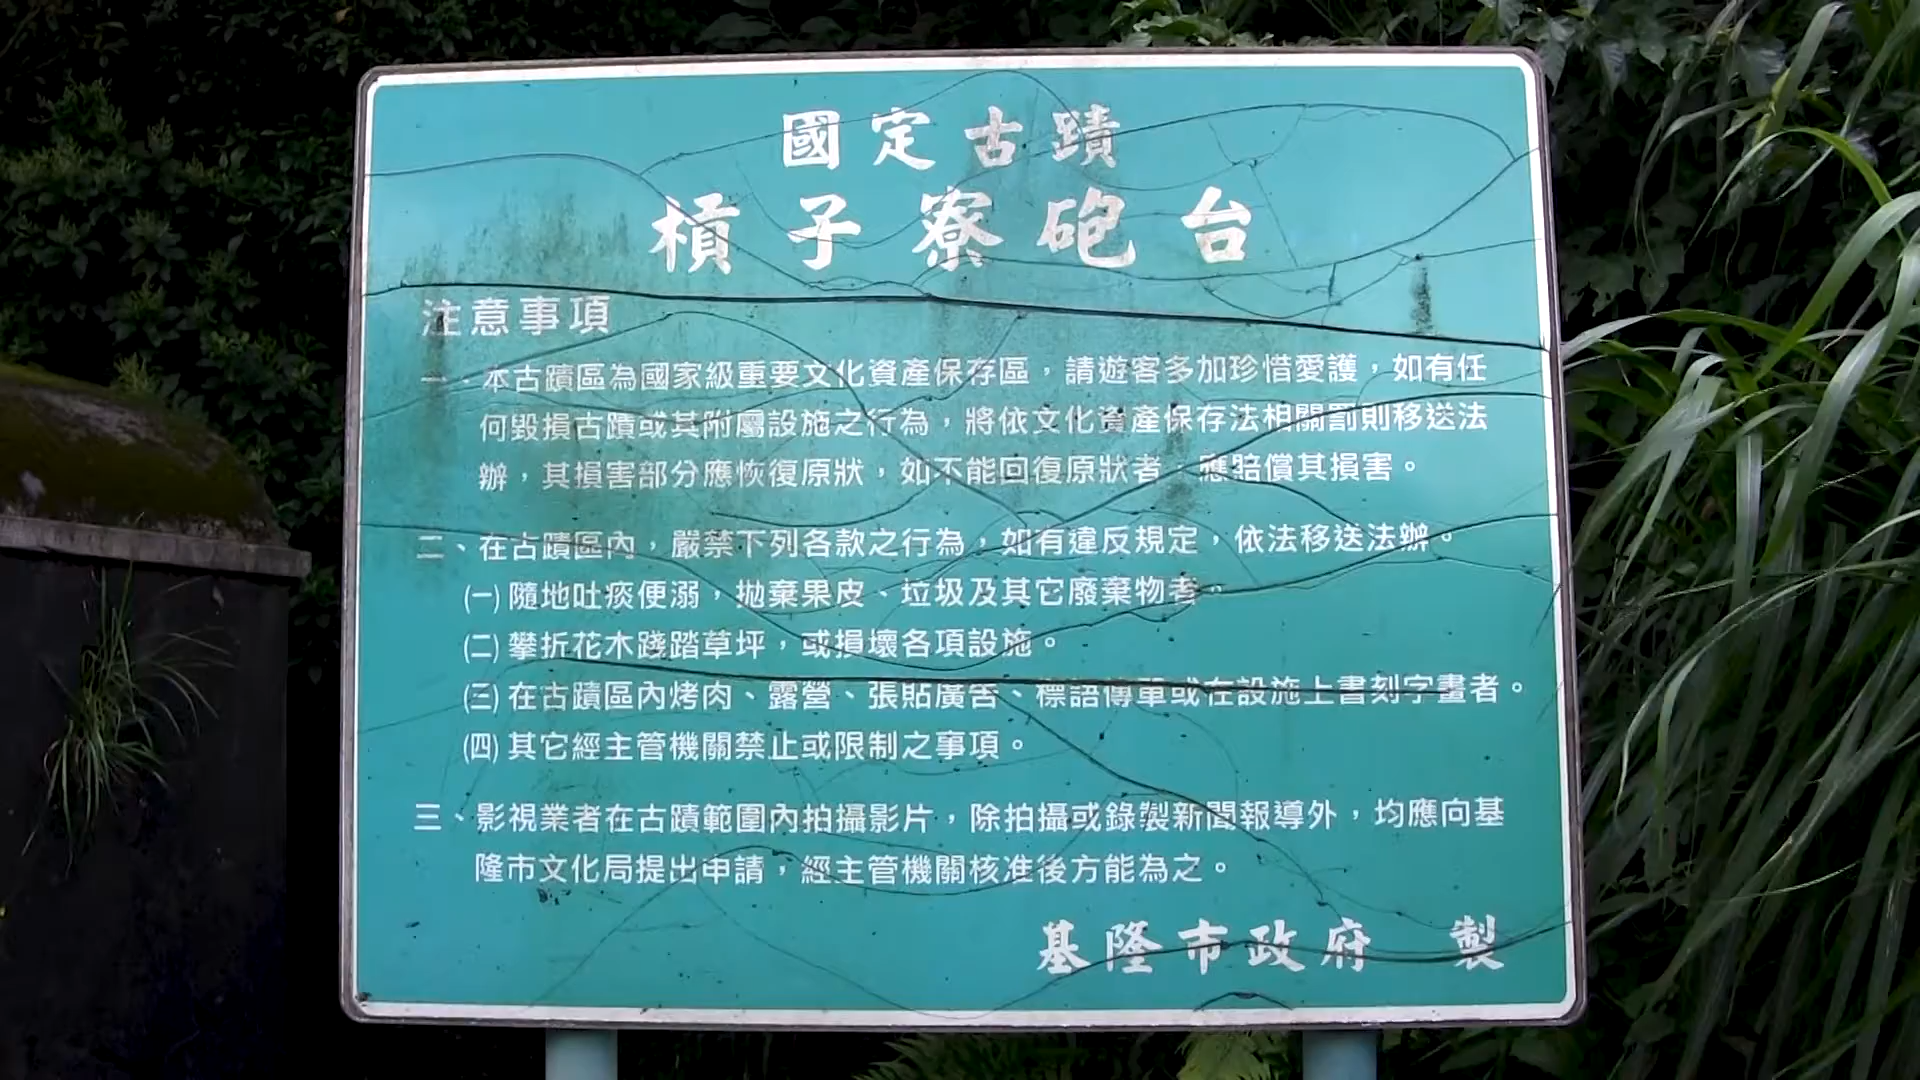 國定古蹟
槓子寮砲台
注意事項
一、本古蹟區為國家級重要文化資產保存區，請遊客多加珍惜愛護，如有任
何毀損古蹟或其附屬設施之行為，將依文化資產保存法相關罰則移送法
辦，其損害部分應恢復原狀，如不能回復原狀者，應賠償其損害。
二、在古蹟區內，嚴禁下列各款之行為，如有違反規定，依法移送法辦。
㈠隨地吐痰便溺，拋棄果皮、垃圾及其它廢棄物者。
㈡攀折花木踐踏草坪，或損壞各項設施。
㈢在古蹟區內烤肉、露營、張貼廣告、標語傳單或在設施上書刻字畫者。
㈣其它經主管機關禁止或限制之事項。
三、影視業者在古蹟範圍內拍攝影片，除拍攝或錄製新聞報導外，均應向基
隆市文化局提出申請，經主管機關核准後方能為之。
基隆市政府 製